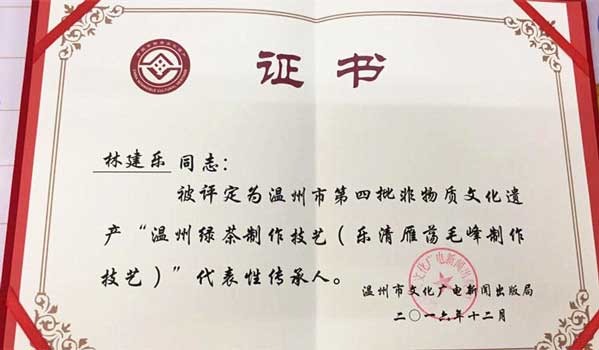 证书
林建乐 同志：
被评定为温州市第四批非物质文化遗
产“温州绿茶制作技艺（乐清雁荡毛峰制作
技艺）”代表性传承人。
温州市文化广电新闻出版局
二〇一六年十二月